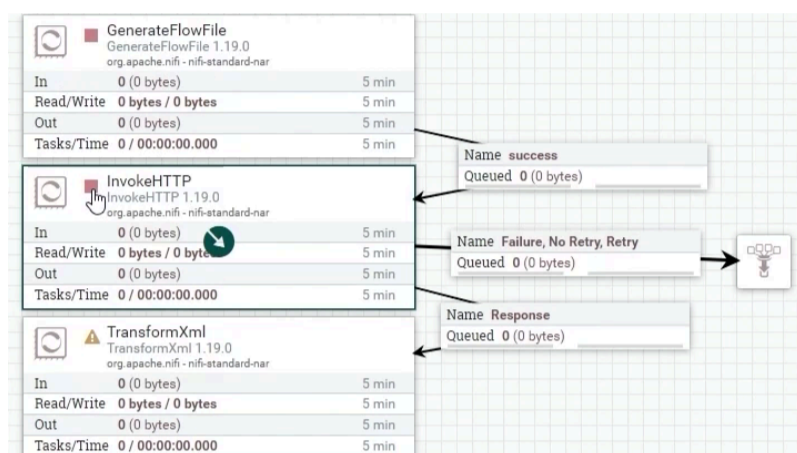 GenerateFlowFile
GenerateFlowFile 1.19.0
org.apache.nifi - nifi-standard-nar
In 0 (0 bytes) 5 min
Read/Write 0 bytes / 0 bytes 5 min
Out 0 (0 bytes) 5 min
Tasks/Time 0 / 00:00:00.000 5 min
Name success
Queued 0 (0 bytes)
InvokeHTTP
InvokeHTTP 1.19.0
org.apache.nifi - nifi-standard-nar
In 0 (0 bytes) 5 min
Read/Write 0 bytes / 0 byte 5 min
Out 0 (0 bytes) 5 min
Tasks/Time 0 / 00:00:00.000 5 min
Name Failure, No Retry, Retry
Queued 0 (0 bytes)
Name Response
Queued 0 (0 bytes)
TransformXml
TransformXml 1.19.0
org.apache.nifi - nifi-standard-nar
In 0 (0 bytes) 5 min
Read/Write 0 bytes / 0 bytes 5 min
Out 0 (0 bytes) 5 min
Tasks/Time 0 / 00:00:00.000 5 min